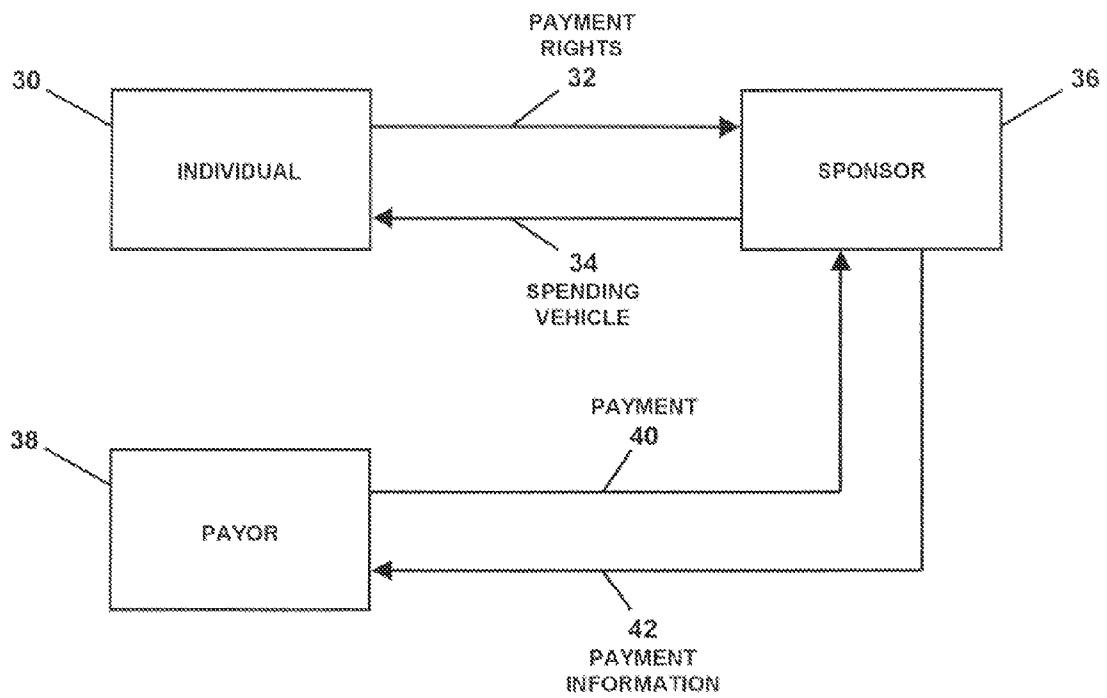 PAYMENT
RIGHTS
32
30
36
INDIVIDUAL
SPONSOR
34
SPENDING
VEHICLE
PAYMENT
40
38
PAYOR
42
PAYMENT
INFORMATION